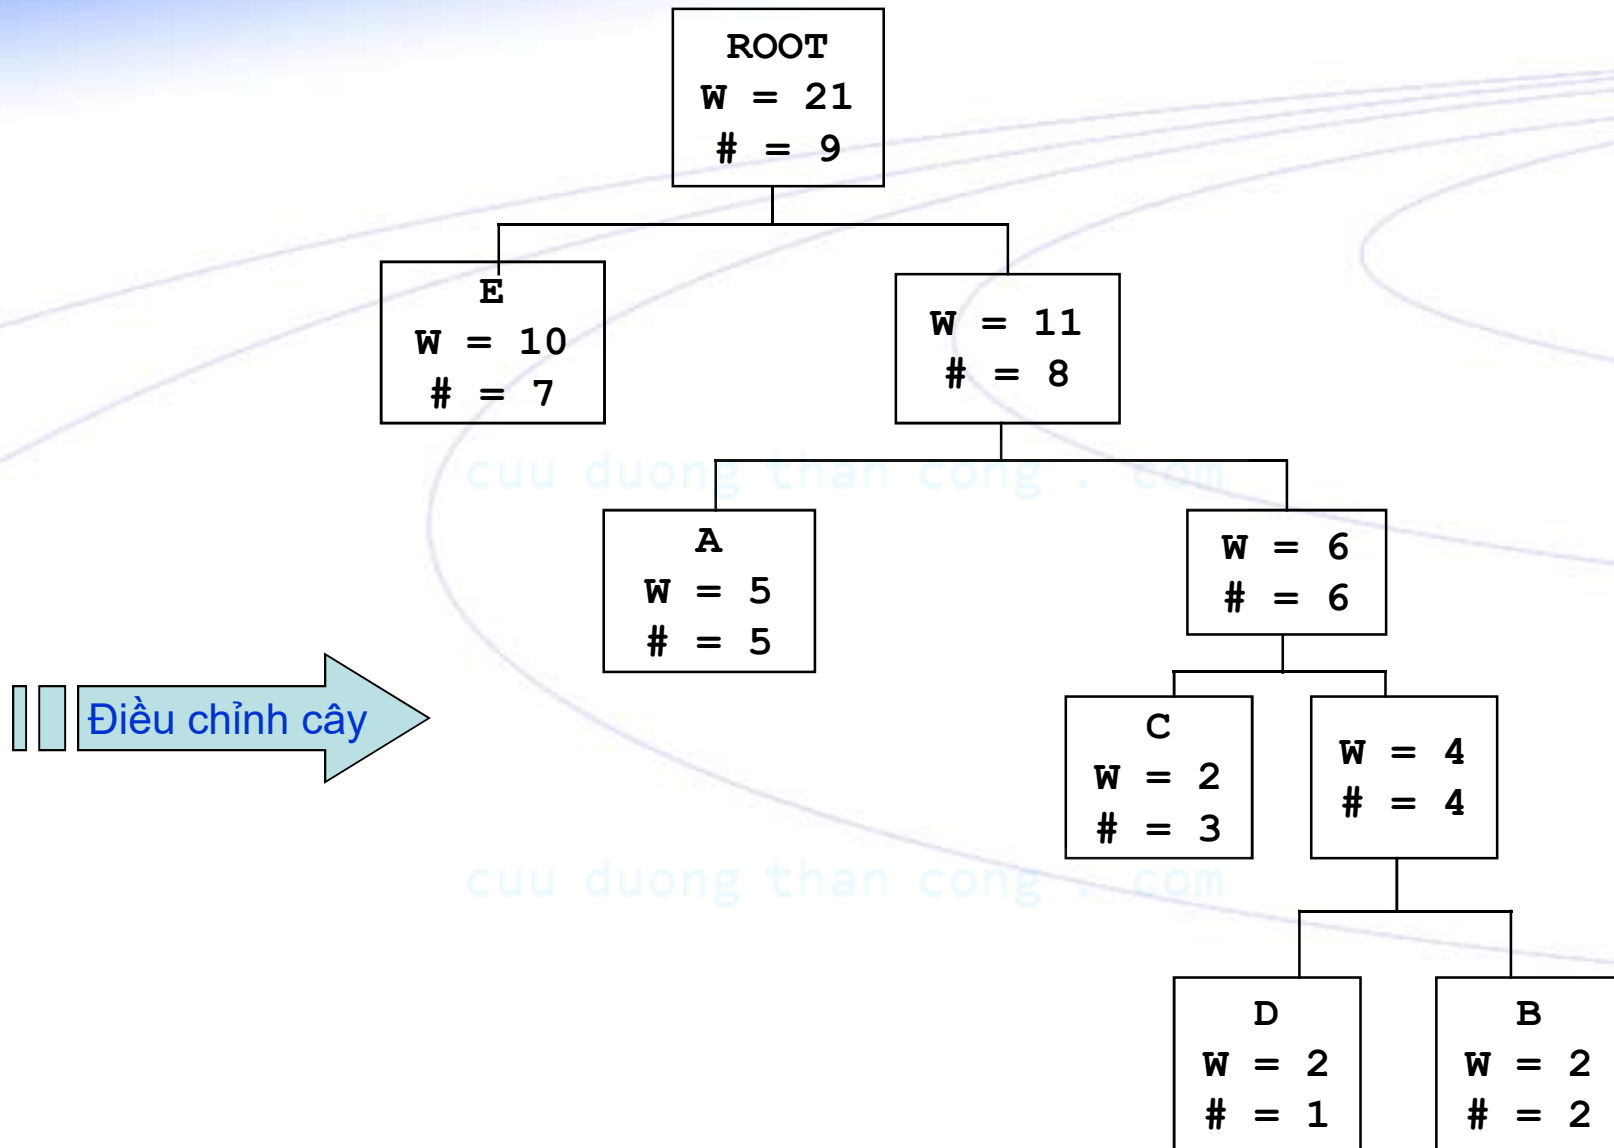 ROOT
W = 21
# = 9
E
W = 10
# = 7
W = 11
# = 8
cuu duong than cong . com
A
W = 5
# = 5
W = 6
# = 6
Điều chỉnh cây
C
W = 2
# = 3
W = 4
# = 4
cuu duong than cong . com
D
W = 2
# = 1
B
W = 2
# = 2